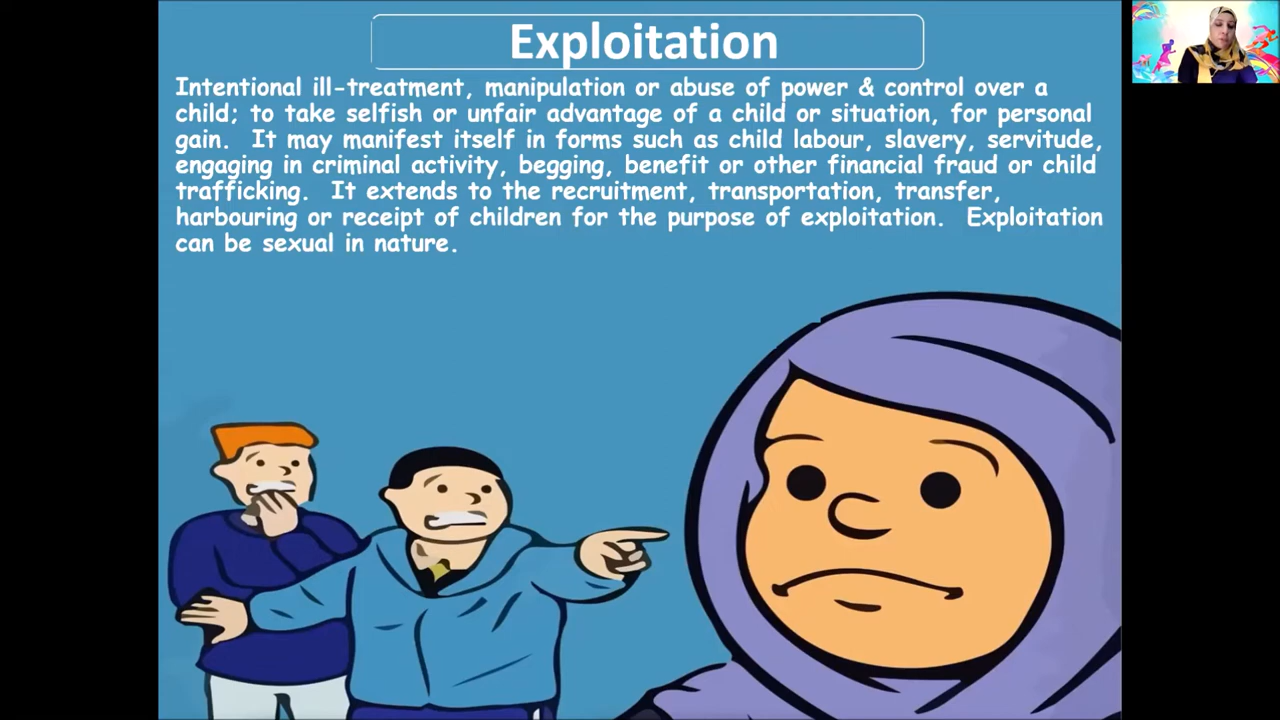 Exploitation
Intentional ill-treatment, manipulation or abuse of power & control over a
child; to take selfish or unfair advantage of a child or situation, for personal
gain.  It may manifest itself in forms such as child labour, slavery, servitude,
engaging in criminal activity, begging, benefit or other financial fraud or child
trafficking.  It extends to the recruitment, transportation, transfer,
harbouring or receipt of children for the purpose of exploitation.  Exploitation
can be sexual in nature.